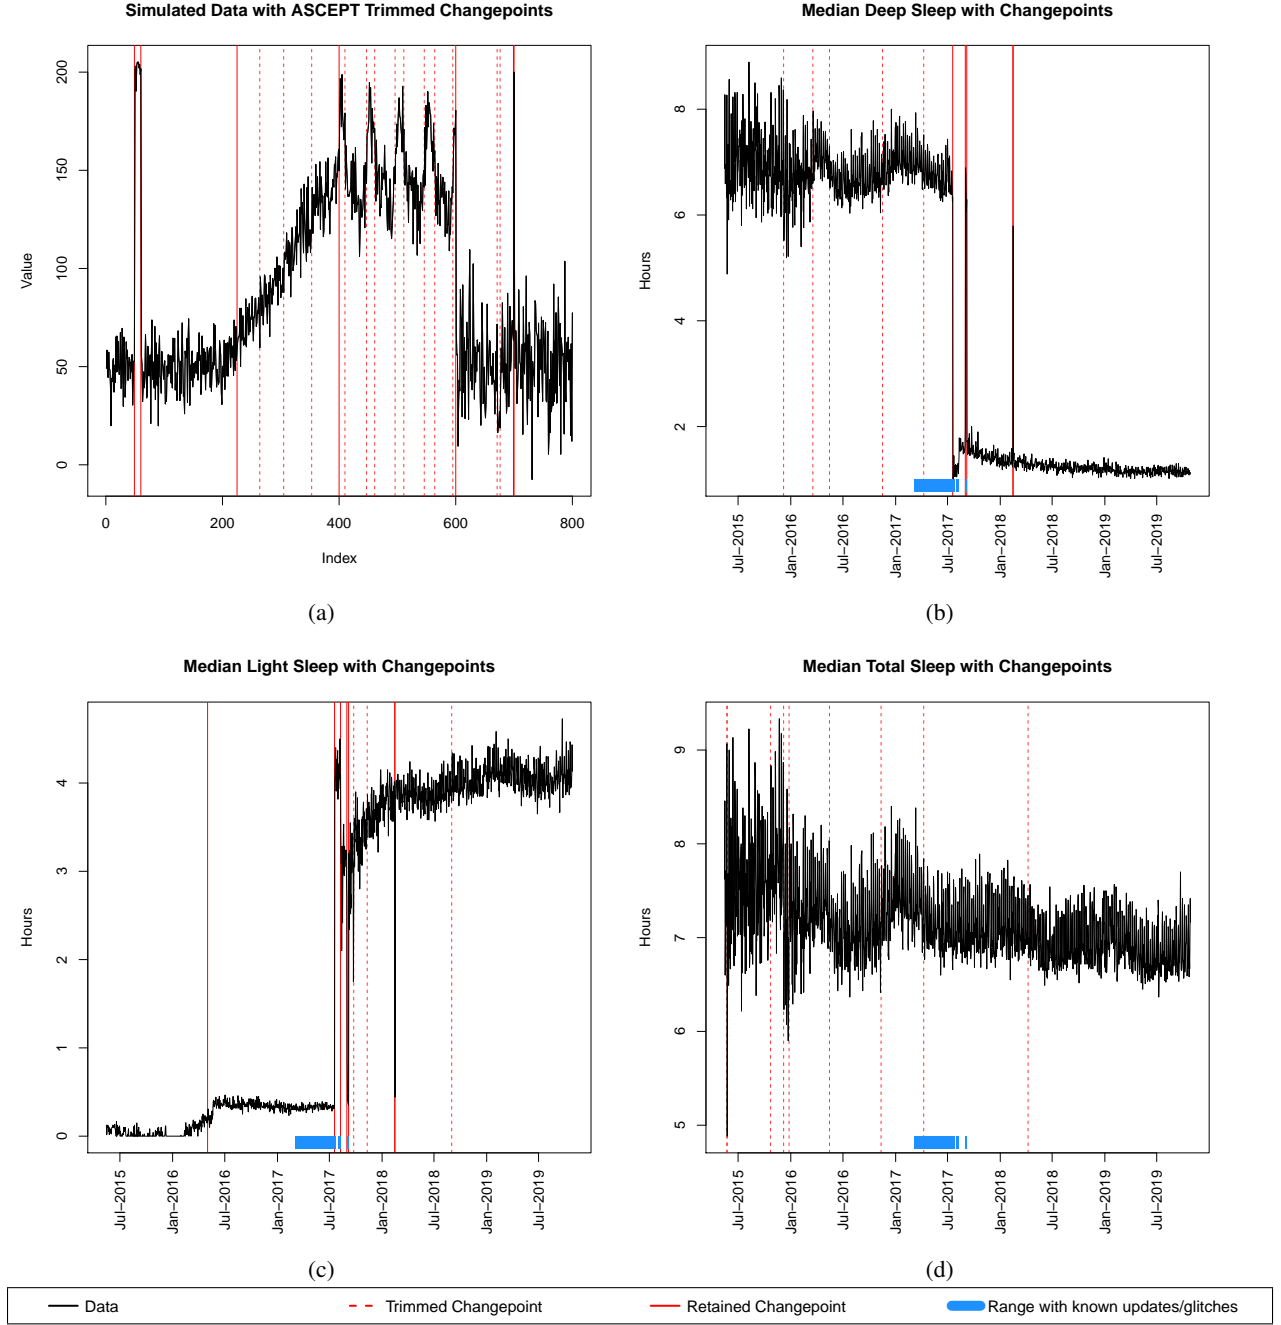 Simulated Data with ASCEPT Trimmed Changepoints
Value
0
50
100
150
200
0 200 400 600 800
Index
(a)
Median Deep Sleep with Changepoints
Hours
2
4
6
8
Jul−2015 Jan−2016 Jul−2016 Jan−2017 Jul−2017 Jan−2018 Jul−2018 Jan−2019 Jul−2019
(b)
Median Light Sleep with Changepoints
Hours
0
1
2
3
4
Jul−2015 Jan−2016 Jul−2016 Jan−2017 Jul−2017 Jan−2018 Jul−2018 Jan−2019 Jul−2019
(c)
Median Total Sleep with Changepoints
Hours
5
6
7
8
9
Jul−2015 Jan−2016 Jul−2016 Jan−2017 Jul−2017 Jan−2018 Jul−2018 Jan−2019 Jul−2019
(d)
Data Trimmed Changepoint Retained Changepoint Range with known updates/glitches